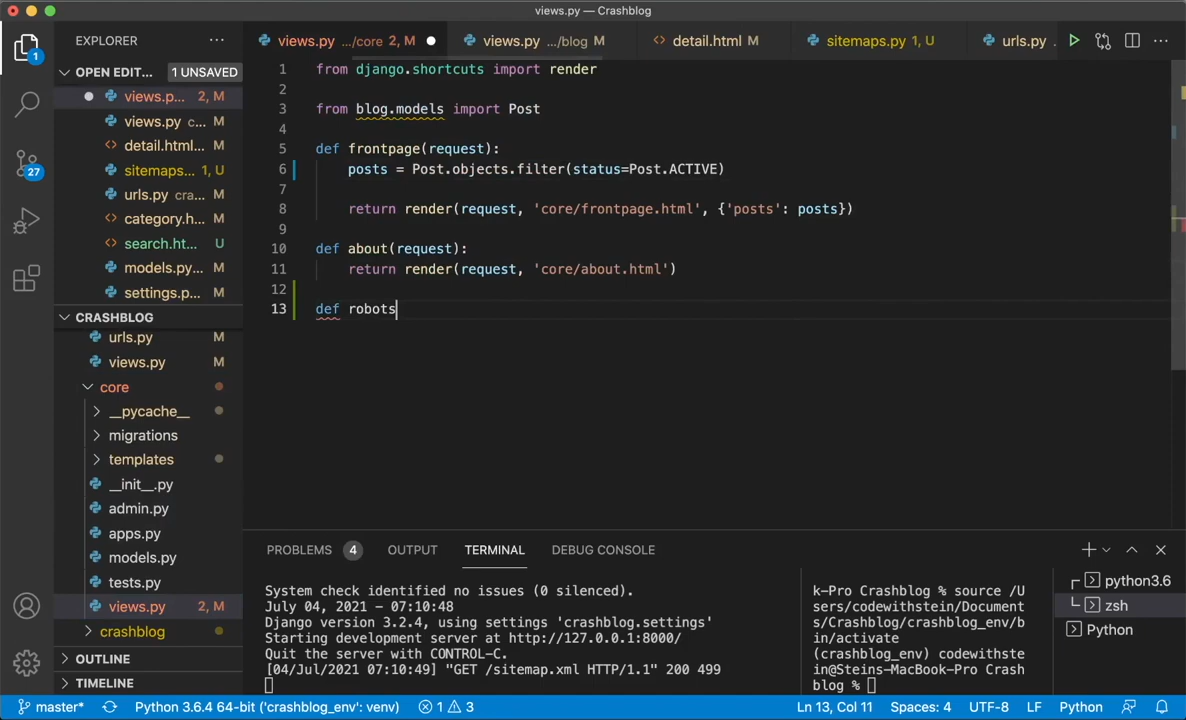 views.py — Crashblog
EXPLORER
OPEN EDIT... 1 UNSAVED
views.p... 2, M
views.py c... M
detail.html... M
sitemaps... 1, U
urls.py cra... M
category.h... M
search.ht... U
models.py... M
settings.p... M
CRASHBLOG
urls.py M
views.py M
core
__pycache__
migrations
templates
__init__.py
admin.py
apps.py
models.py
tests.py
views.py 2, M
crashblog
OUTLINE
TIMELINE
1
27
views.py .../core 2, M
views.py .../blog M
detail.html M
sitemaps.py 1, U
urls.py .
1 from django.shortcuts import render
2
3 from blog.models import Post
4
5 def frontpage(request):
6 posts = Post.objects.filter(status=Post.ACTIVE)
7
8 return render(request, 'core/frontpage.html', {'posts': posts})
9
10 def about(request):
11 return render(request, 'core/about.html')
12
13 def robots
PROBLEMS 4 OUTPUT TERMINAL DEBUG CONSOLE
System check identified no issues (0 silenced).
July 04, 2021 - 07:10:48
Django version 3.2.4, using settings 'crashblog.settings'
Starting development server at http://127.0.0.1:8000/
Quit the server with CONTROL-C.
[04/Jul/2021 07:10:49] "GET /sitemap.xml HTTP/1.1" 200 499
k-Pro Crashblog % source /U
sers/codewithstein/Document
s/Crashblog/crashblog_env/b
in/activate
(crashblog_env) codewithste
in@Steins-MacBook-Pro Crash
blog %
python3.6
zsh
Python
master* Python 3.6.4 64-bit ('crashblog_env': venv) 1 3 Ln 13, Col 11 Spaces: 4 UTF-8 LF Python